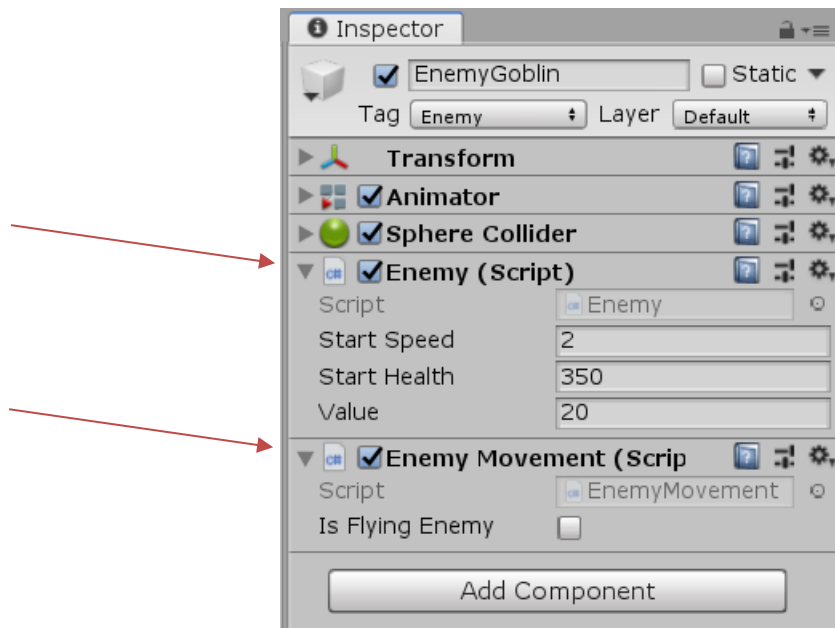 Inspector
EnemyGoblin Static
Tag Enemy Layer Default
Transform
Animator
Sphere Collider
c# Enemy (Script)
Script Enemy
Start Speed 2
Start Health 350
Value 20
c# Enemy Movement (Scrip
Script EnemyMovement
Is Flying Enemy
Add Component